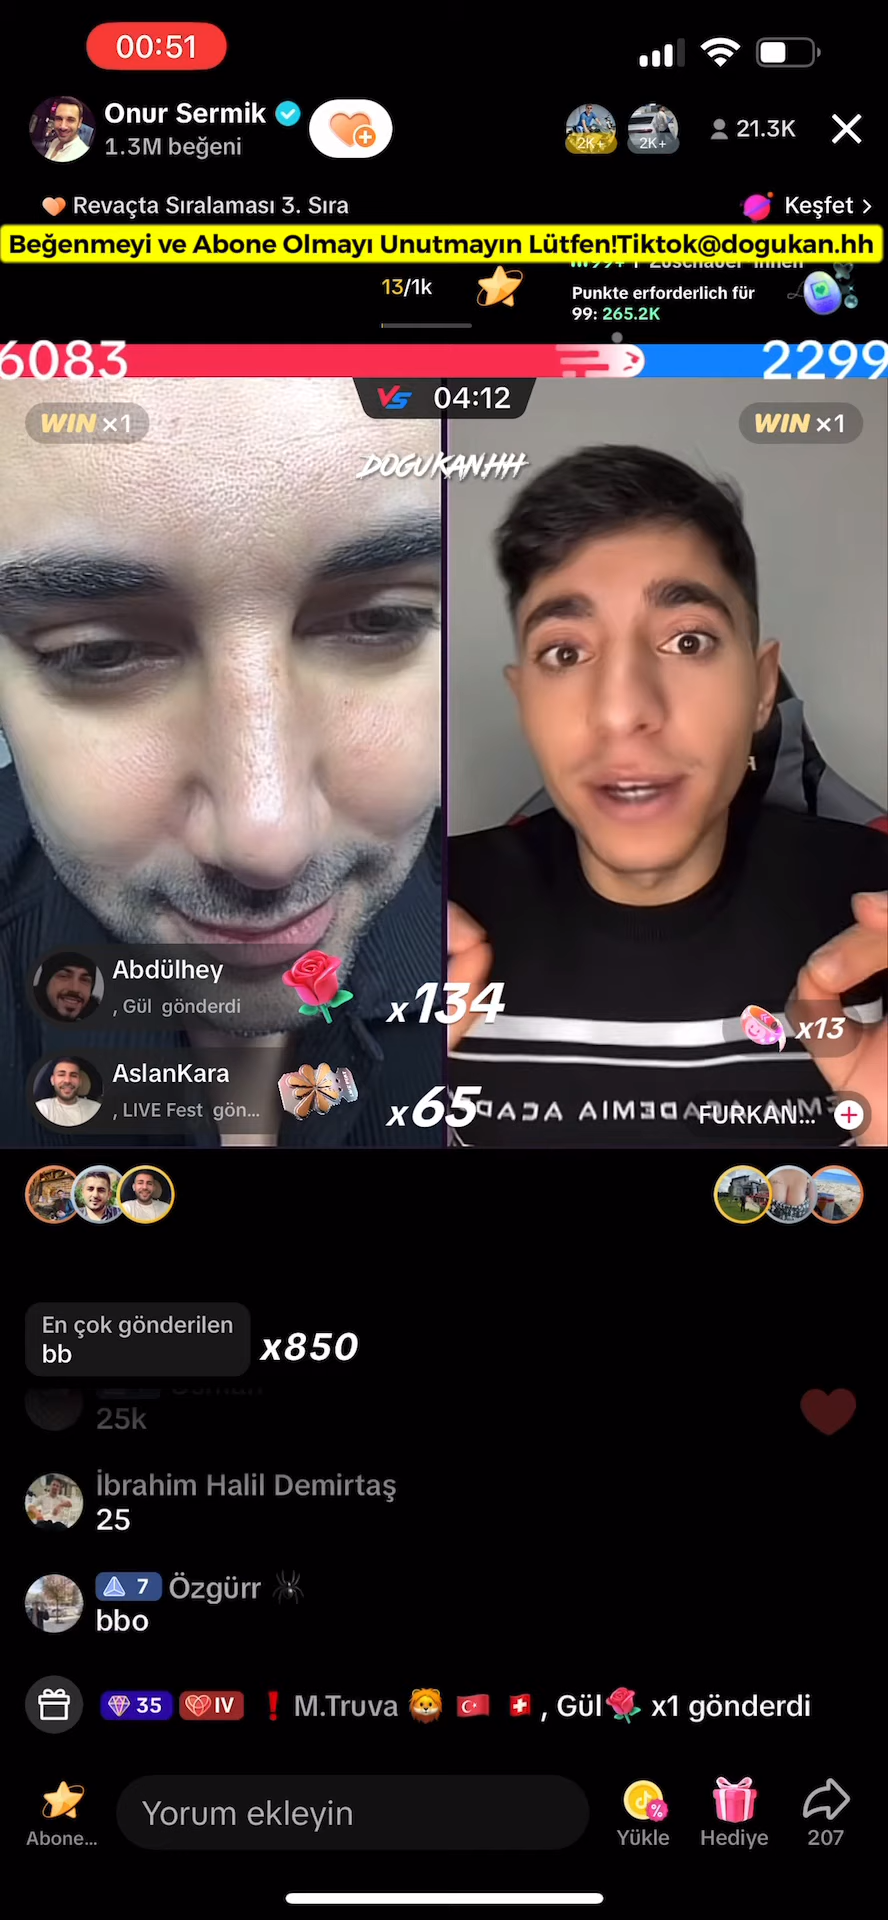 00:51
Onur Sermik
1.3M beğeni
2K+
2K+
21.3K
Revaçta Sıralaması 3. Sıra
Keşfet >
Beğenmeyi ve Abone Olmayı Unutmayın Lütfen!Tiktok@dogukan.hh
13/1k
Punkte erforderlich für
99: 265.2K
6083
2299
VS 04:12
WIN x1
WIN x1
DOGUKAN.HH
Abdülhey
, Gül gönderdi
x134
x13
AslanKara
, LIVE Fest gön...
x65
FURKAN...
En çok gönderilen
bb
x850
25k
İbrahim Halil Demirtaş
25
7 Özgürr
bbo
35 IV M.Truva , Gül x1 gönderdi
Abone...
Yorum ekleyin
Yükle
Hediye
207